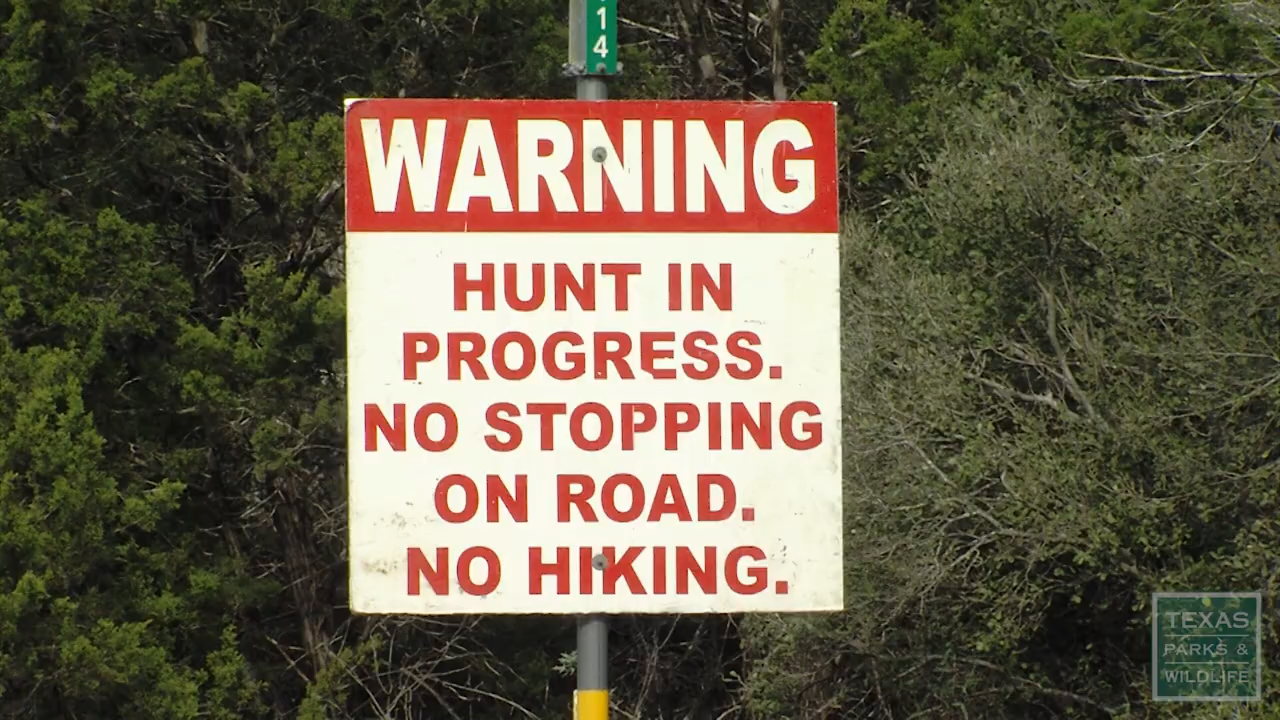 14
WARNING
HUNT IN
PROGRESS.
NO STOPPING
ON ROAD.
NO HIKING.
TEXAS
PARKS &
WILDLIFE